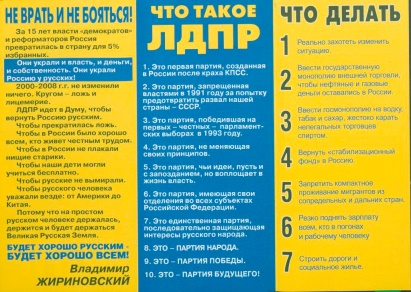 НЕ ВРАТЬ И НЕ БОЯТЬСЯ!
За 15 лет власти «демократов»
и реформаторов Россия
превратилась в страну для 5%
избранных.
Они украли и власть, и деньги,
и собственность. Они украли
Россию у русских!
2000-2008 г.г. не изменили
ничего. Кругом – ложь и
лицемерие.
ЛДПР идет в Думу, чтобы
вернуть Россию русским.
Чтобы прекратилась ложь.
Чтобы в России было хорошо
всем, кто живет честным трудом.
Чтобы в России не плакали
нищие старики.
Чтобы наши дети могли
учиться бесплатно.
Чтобы русские не вымирали.
Чтобы русского человека
уважали везде: от Америки до
Китая.
Потому что на простом
русском человеке держалась,
держится и будет держаться
Великая Русская Земля.
БУДЕТ ХОРОШО РУССКИМ -
БУДЕТ ХОРОШО ВСЕМ!
Владимир
ЖИРИНОВСКИЙ
ЧТО ТАКОЕ
ЛДПР
1. Это первая партия, созданная
в России после краха КПСС.
2. Это партия, запрещенная
властями в 1991 году за попытку
предотвратить развал нашей
страны – СССР.
3. Это партия, победившая на
первых – честных – парламент-
ских выборах в 1993 году.
4. Это партия, не меняющая
своих принципов.
5. Это партия, чьи идеи, пусть и
с запозданием, но воплощает в
жизнь власть.
6. Это партия, имеющая свои
отделения во всех субъектах
Российской Федерации.
7. Это единственная партия,
последовательно защищающая
интересы русского народа.
8. ЭТО – ПАРТИЯ НАРОДА.
9. ЭТО – ПАРТИЯ ПОБЕДЫ.
10. ЭТО – ПАРТИЯ БУДУЩЕГО!
ЧТО ДЕЛАТЬ
1 Реально захотеть изменить
ситуацию.
2 Ввести государственную
монополию внешней торговли,
чтобы нефтяные и газовые
деньги оставались в России.
3 Ввести госмонополию на водку,
табак и сахар, жестоко карать
нелегальных торговцев
спиртом.
4 Вернуть «стабилизационный
фонд» в Россию.
5 Запретить компактное
проживание мигрантов из
сопредельных и дальних стран.
6 Резко поднять зарплату
всем, кто в погонах
и рабочему человеку
7 Строить дороги и
социальное жилье.